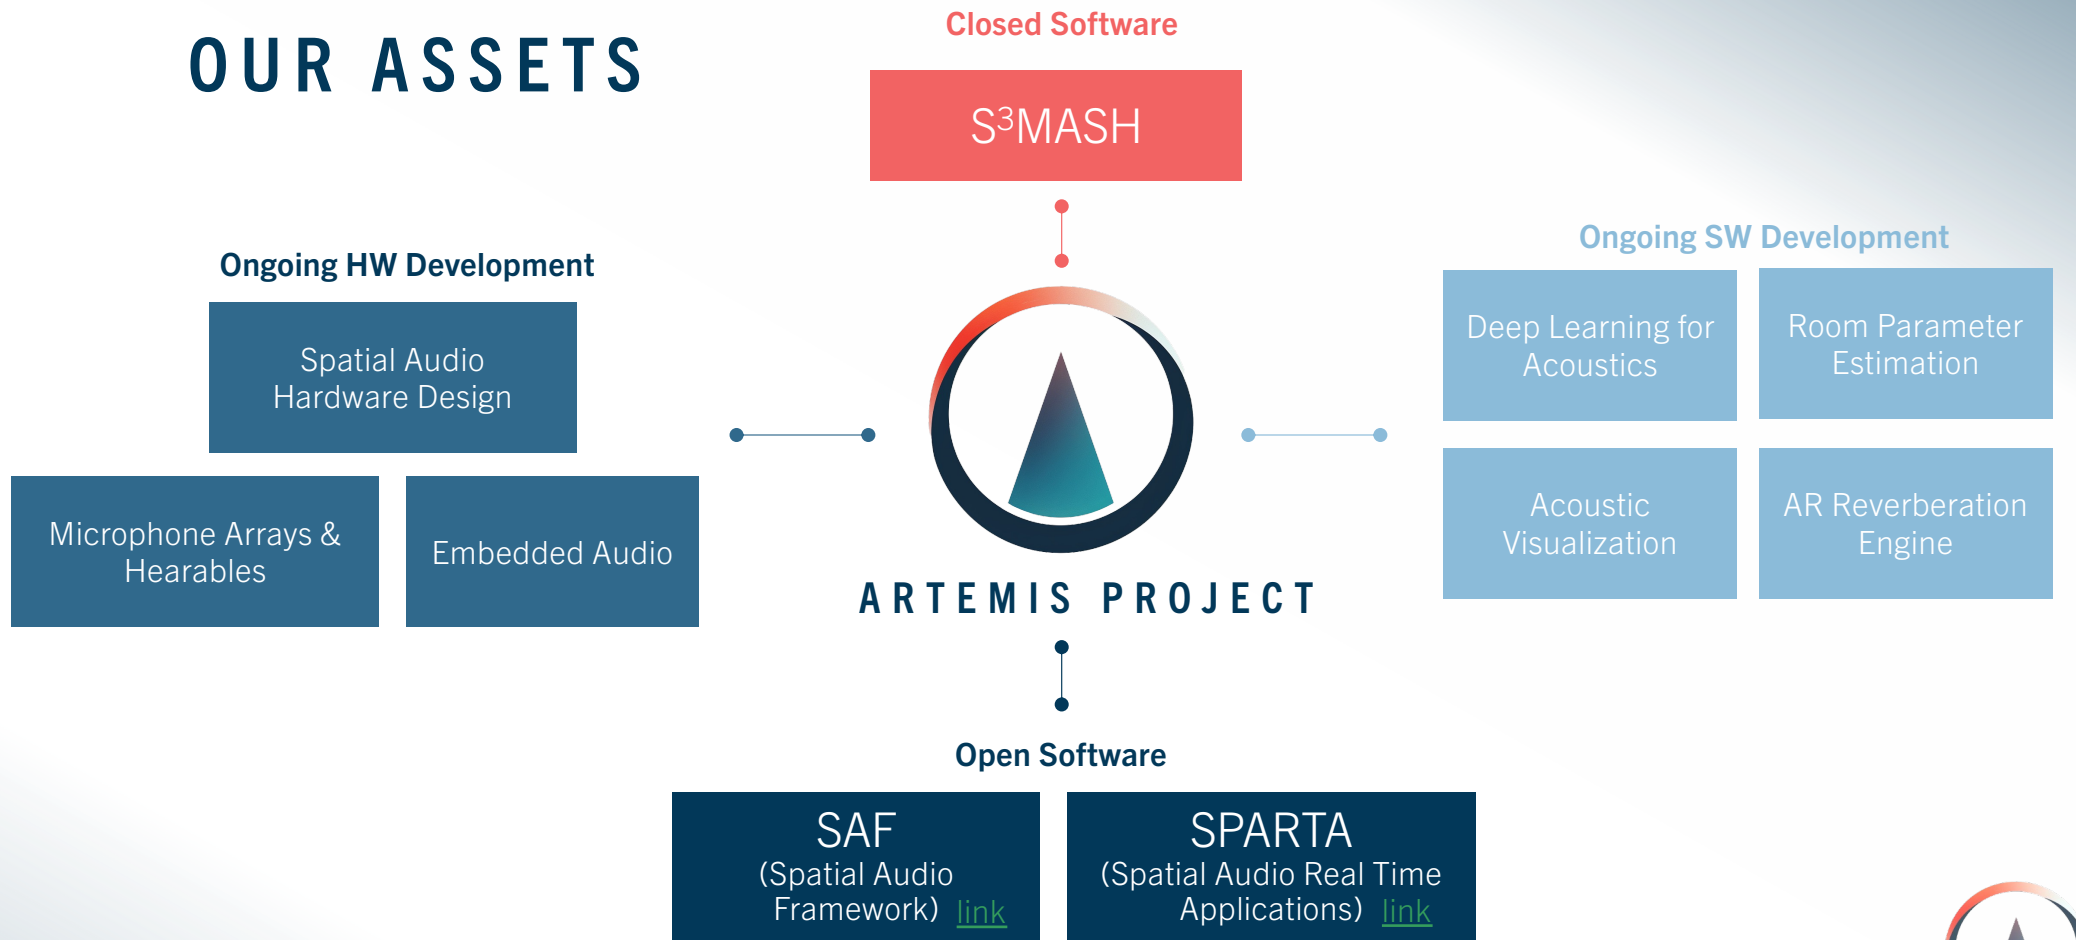 OUR ASSETS
Closed Software
S³MASH
Ongoing HW Development
Spatial Audio
Hardware Design
Microphone Arrays &
Hearables
Embedded Audio
ARTEMIS PROJECT
Ongoing SW Development
Deep Learning for
Acoustics
Room Parameter
Estimation
Acoustic
Visualization
AR Reverberation
Engine
Open Software
SAF
(Spatial Audio
Framework) link
SPARTA
(Spatial Audio Real Time
Applications) link